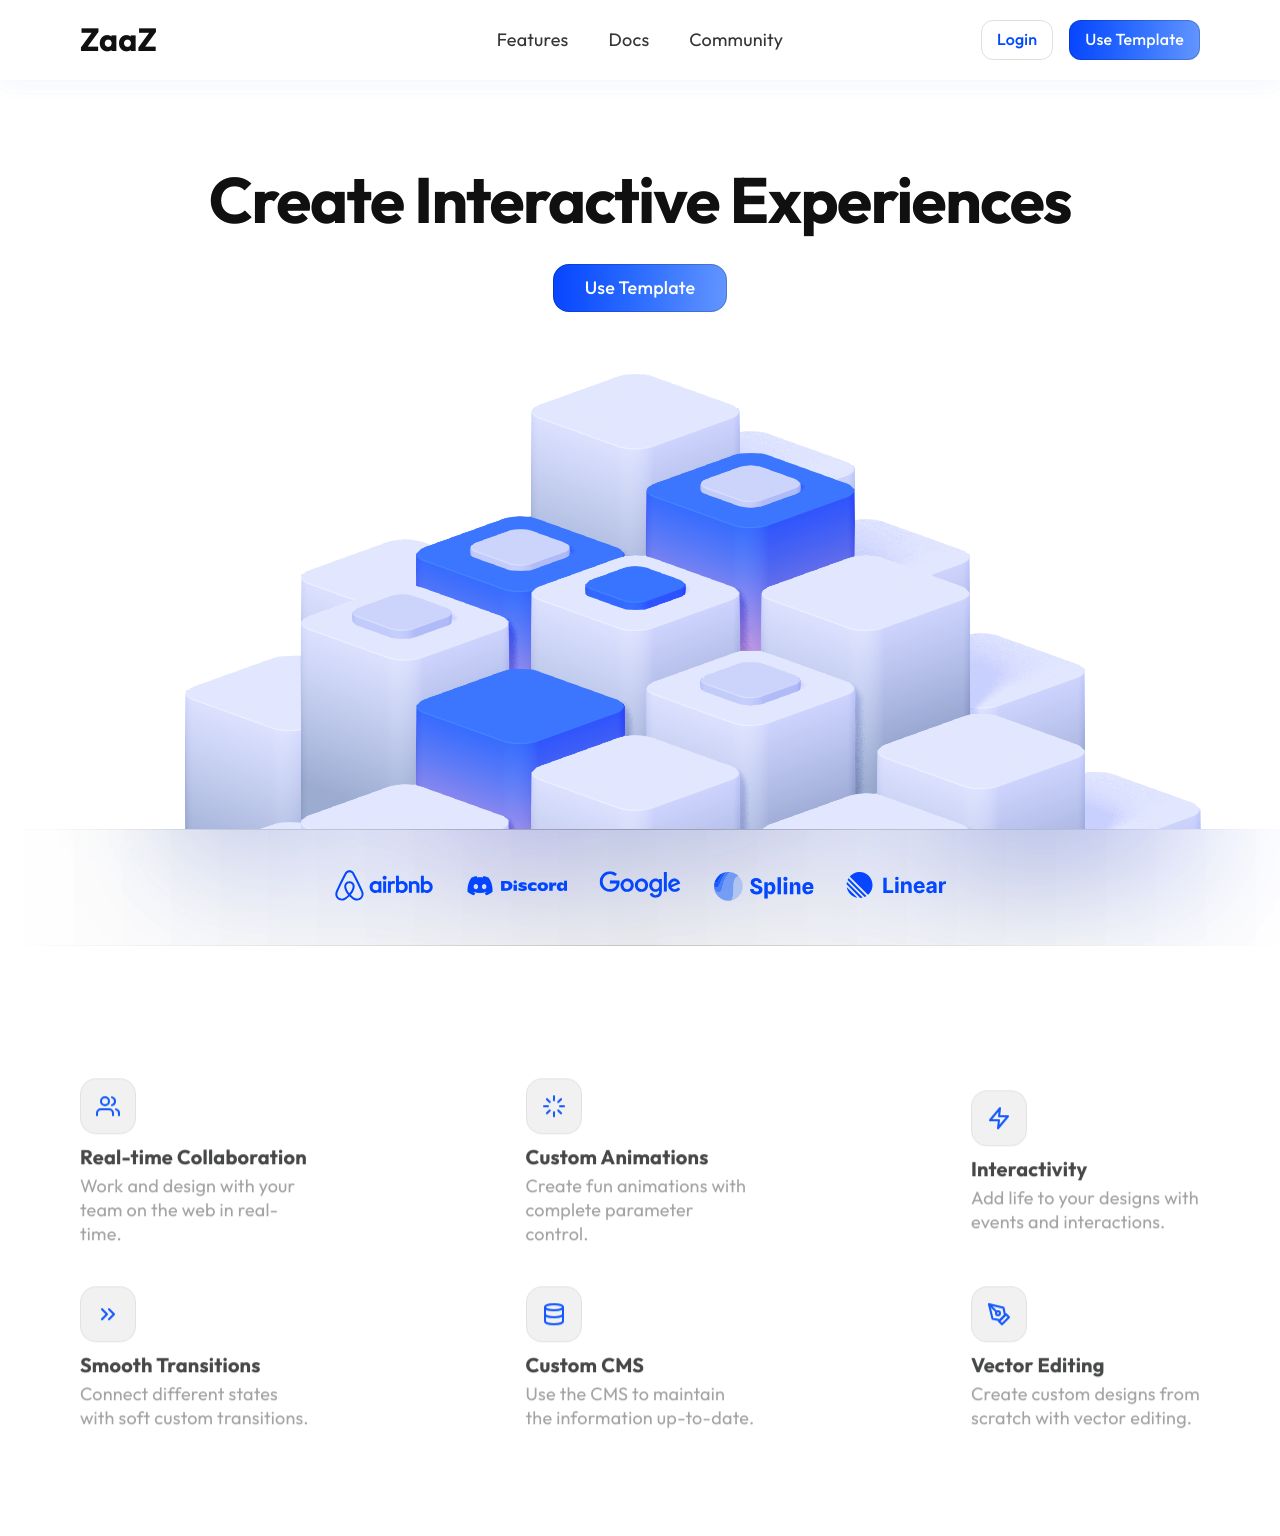 ZaaZ
Features
Docs
Community
Login
Use Template
Create Interactive Experiences
Use Template
airbnb
Discord
Google
Spline
Linear
Real-time Collaboration
Work and design with your
team on the web in real-
time.
Custom Animations
Create fun animations with
complete parameter
control.
Interactivity
Add life to your designs with
events and interactions.
Smooth Transitions
Connect different states
with soft custom transitions.
Custom CMS
Use the CMS to maintain
the information up-to-date.
Vector Editing
Create custom designs from
scratch with vector editing.